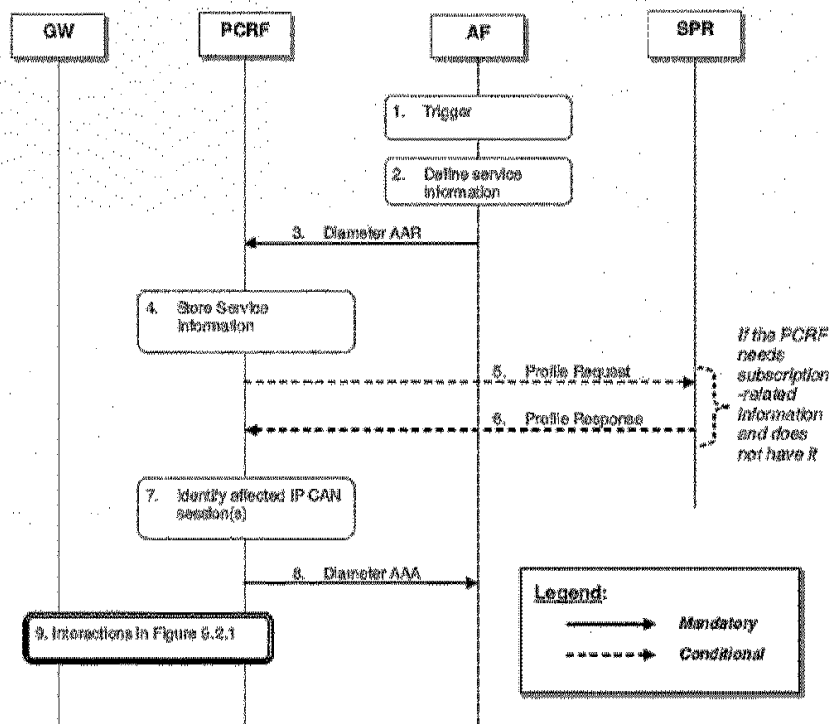 GW
PCRF
AF
SPR
1. Trigger
2. Define service
information
3. Diameter AAR
4. Store Service
Information
If the PCRF
needs
subscription
-related
information
and does
not have it
5. Profile Request
6. Profile Response
7. Identify affected IP CAN
session(s)
8. Diameter AAA
9. Interactions in Figure 5.2.1
Legend:
Mandatory
Conditional